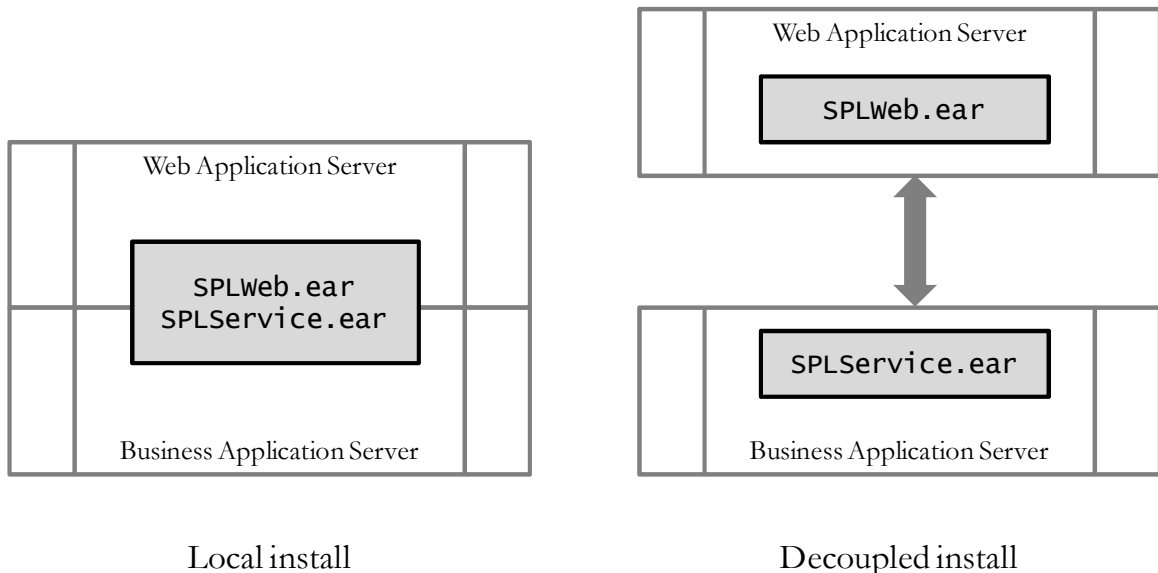 Web Application Server
SPLWeb.ear
SPLService.ear
Business Application Server
Local install
Web Application Server
SPLWeb.ear
SPLService.ear
Business Application Server
Decoupled install